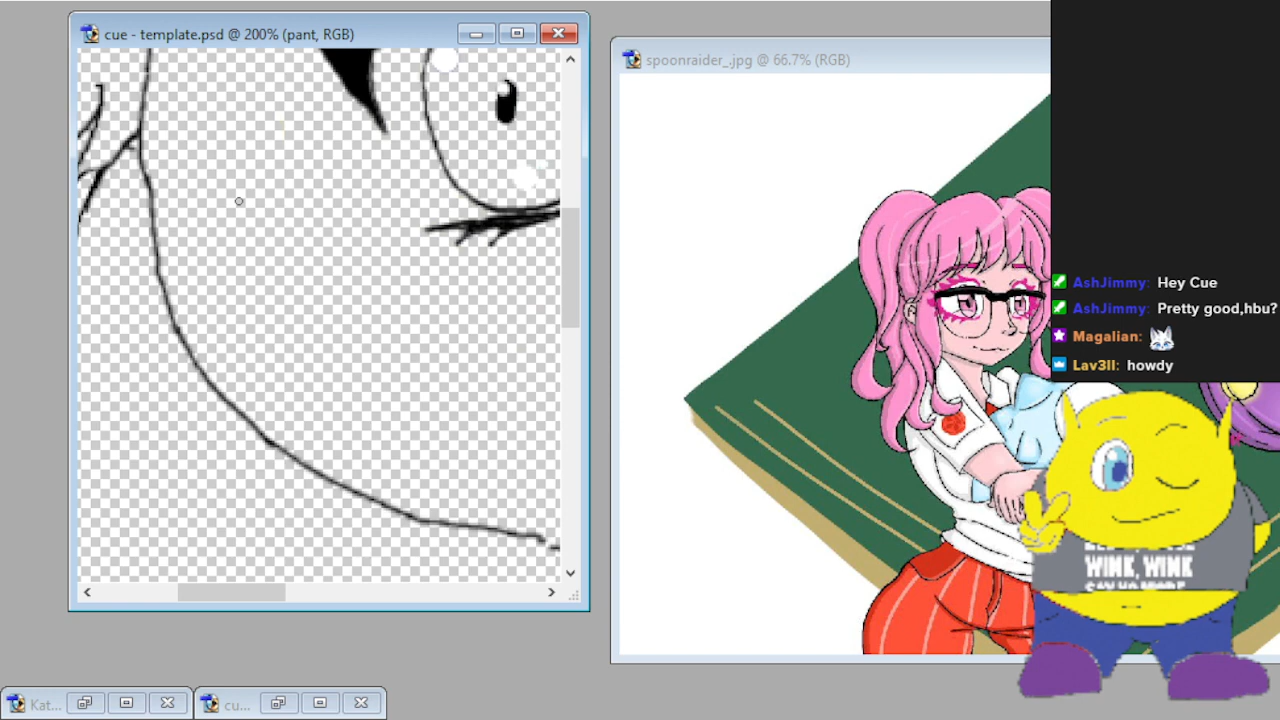 cue - template.psd @ 200% (pant, RGB)
spoonraider_.jpg @ 66.7% (RGB)
AshJimmy: Hey Cue
AshJimmy: Pretty good,hbu?
Magalian:
Lav3ll: howdy
WINK, WINK
Kat...
cu...